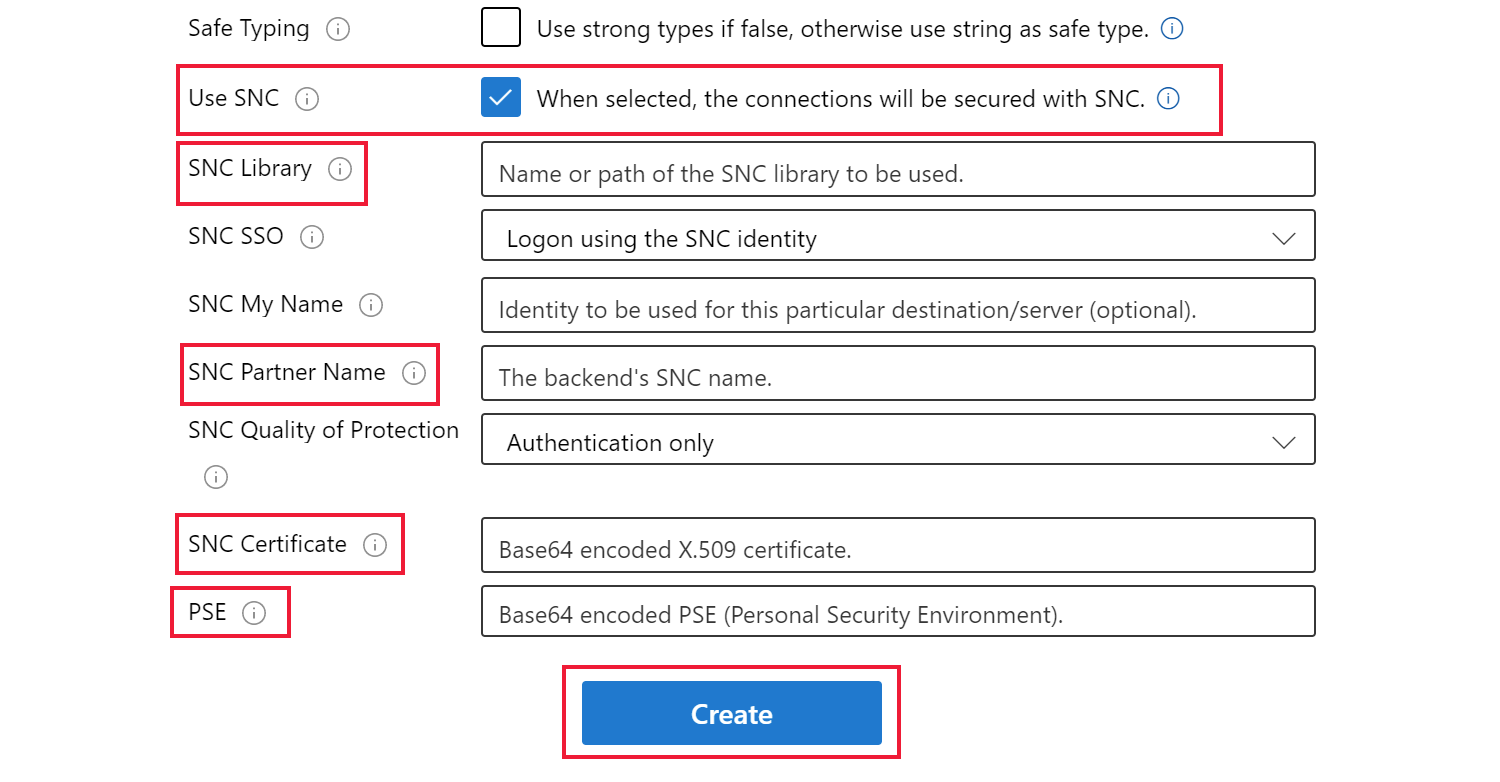 Safe Typing Use strong types if false, otherwise use string as safe type.
Use SNC When selected, the connections will be secured with SNC.
SNC Library Name or path of the SNC library to be used.
SNC SSO Logon using the SNC identity
SNC My Name Identity to be used for this particular destination/server (optional).
SNC Partner Name The backend's SNC name.
SNC Quality of Protection Authentication only
SNC Certificate Base64 encoded X.509 certificate.
PSE Base64 encoded PSE (Personal Security Environment).
Create